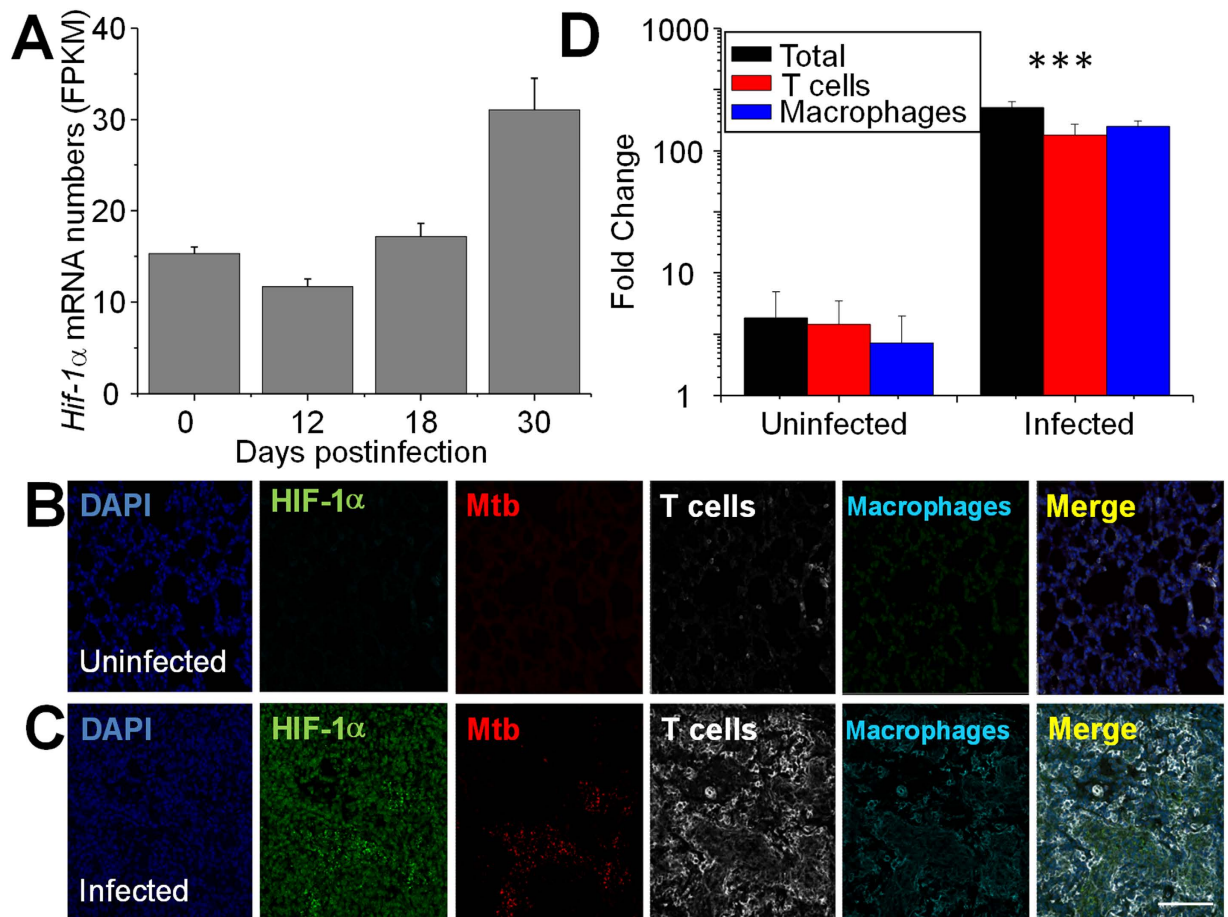 A
Hif-1α mRNA numbers (FPKM)
40
30
20
10
0
0 12 18 30
Days postinfection
D
Fold Change
1000
100
10
1
Total
T cells
Macrophages
***
Uninfected Infected
B
DAPI HIF-1α Mtb T cells Macrophages Merge
Uninfected
C
DAPI HIF-1α Mtb T cells Macrophages Merge
Infected